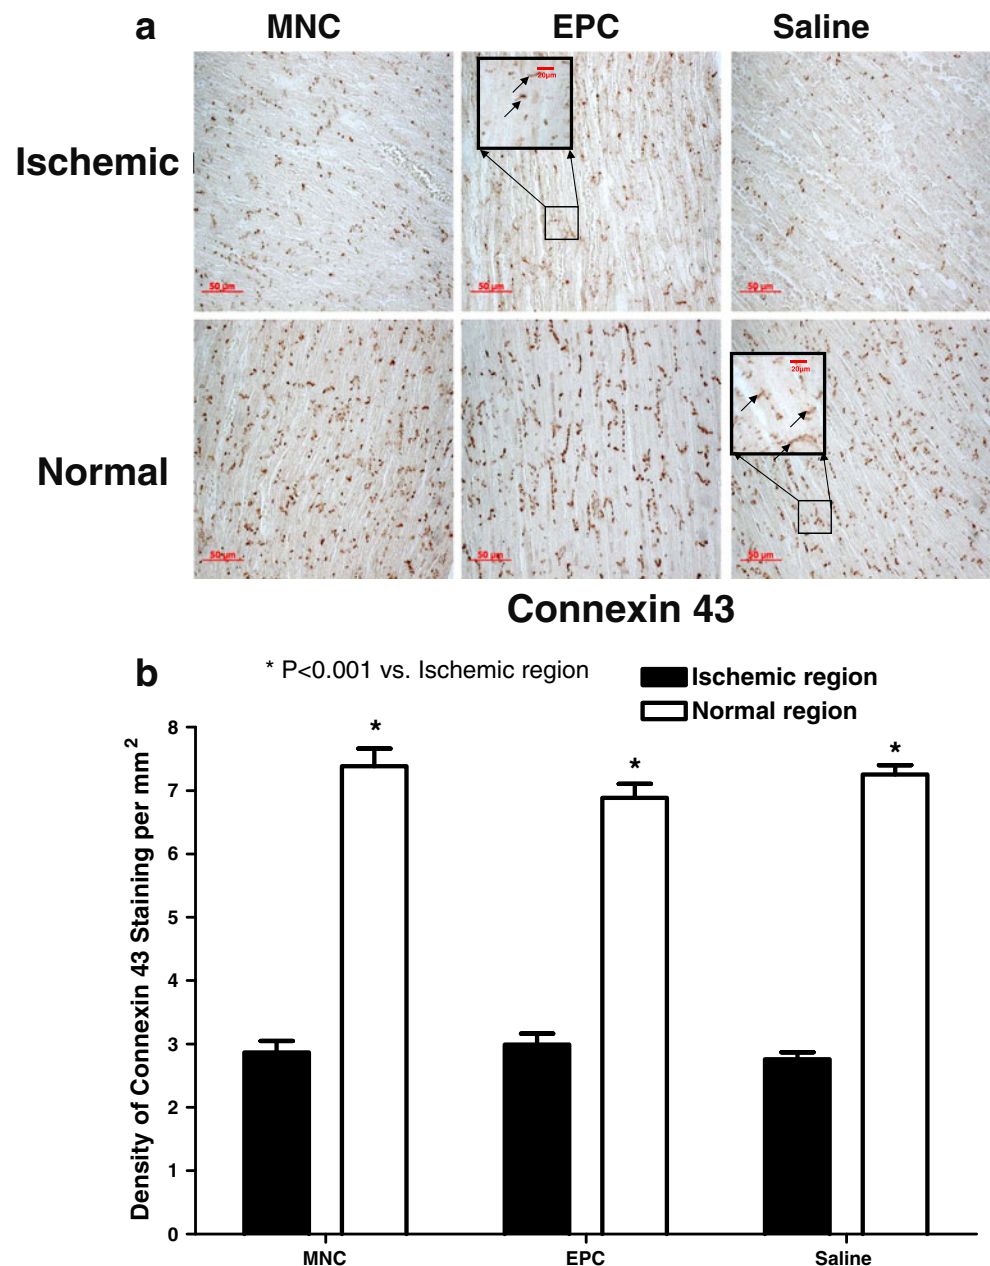 a MNC EPC Saline
Ischemic
20µm
50 µm 50 µm 50 µm
Normal
20µm
50 µm 50 µm 50 µm
Connexin 43
b * P<0.001 vs. Ischemic region
Ischemic region
Normal region
Density of Connexin 43 Staining per mm²
8
7
6
5
4
3
2
1
0
* * *
MNC EPC Saline